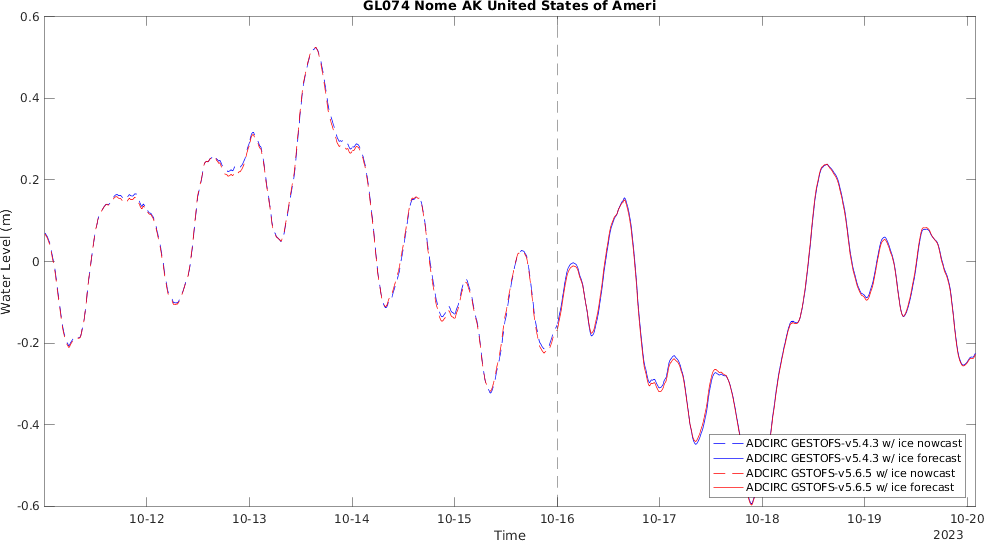 GL074 Nome AK United States of Ameri
0.6
0.4
0.2
0
-0.2
-0.4
-0.6
Water Level (m)
ADCIRC GESTOFS-v5.4.3 w/ ice nowcast
ADCIRC GESTOFS-v5.4.3 w/ ice forecast
ADCIRC GSTOFS-v5.6.5 w/ ice nowcast
ADCIRC GSTOFS-v5.6.5 w/ ice forecast
10-12 10-13 10-14 10-15 10-16 10-17 10-18 10-19 10-20
Time
2023